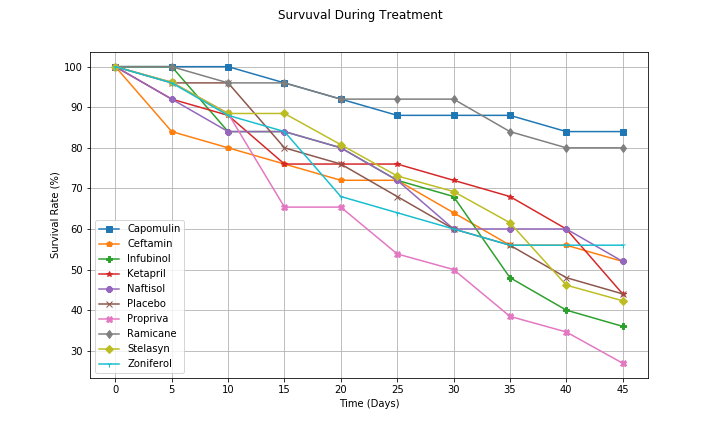 Survuval During Treatment
Survival Rate (%)
100
90
80
70
60
50
40
30
Capomulin
Ceftamin
Infubinol
Ketapril
Naftisol
Placebo
Propriva
Ramicane
Stelasyn
Zoniferol
0 5 10 15 20 25 30 35 40 45
Time (Days)